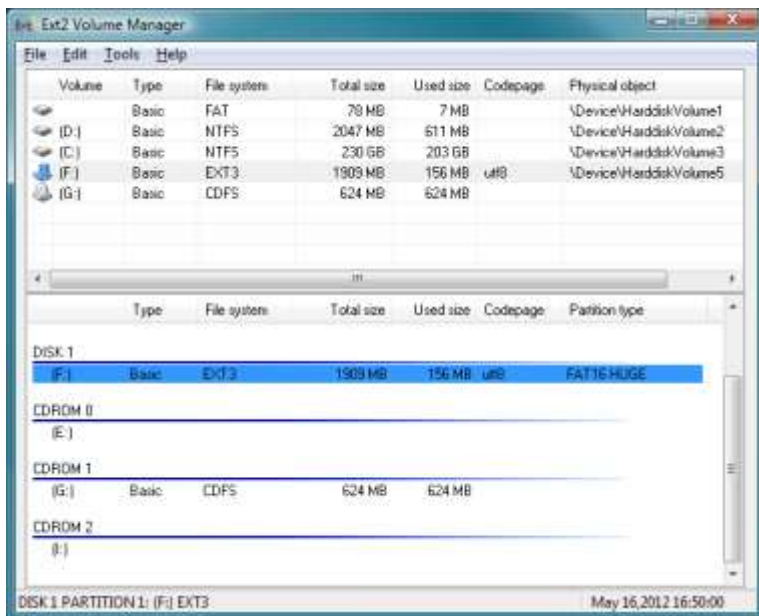 Ext2 Volume Manager
File Edit Tools Help
Volume Type File system Total size Used size Codepage Physical object
Basic FAT 78 MB 7 MB \Device\HarddiskVolume1
(D:) Basic NTFS 2047 MB 611 MB \Device\HarddiskVolume2
(C:) Basic NTFS 230 GB 203 GB \Device\HarddiskVolume3
(F:) Basic EXT3 1909 MB 156 MB utf8 \Device\HarddiskVolume5
(G:) Basic CDFS 624 MB 624 MB
Type File system Total size Used size Codepage Partition type
DISK 1
(F:) Basic EXT3 1909 MB 156 MB utf8 FAT16 HUGE
CDROM 0
(E:)
CDROM 1
(G:) Basic CDFS 624 MB 624 MB
CDROM 2
(I:)
DISK 1 PARTITION 1: (F:) EXT3 May 16,2012 16:50:00